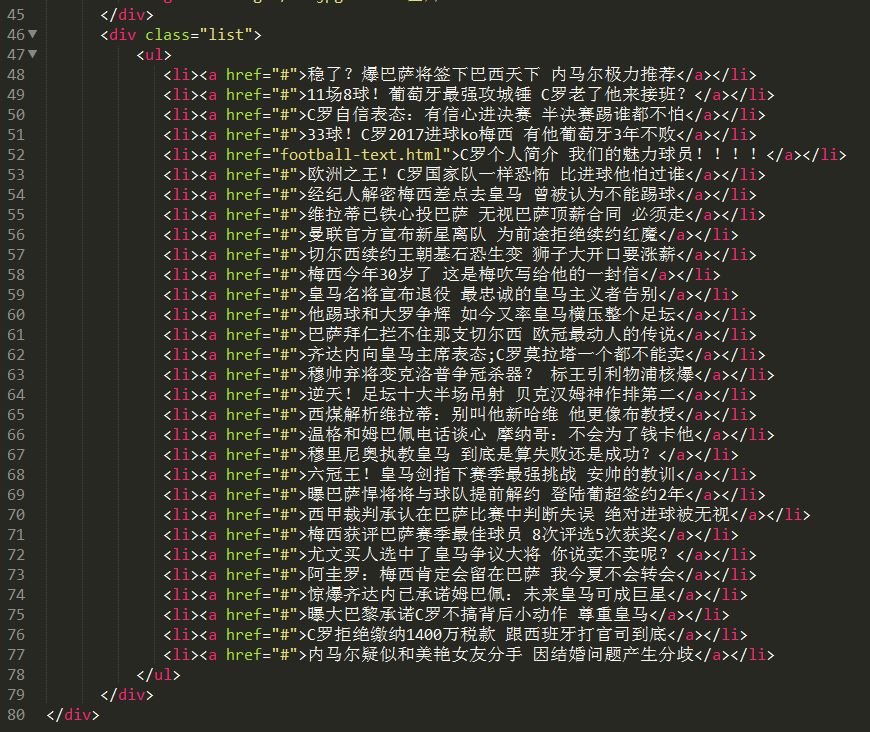 45 </div>
46 <div class="list">
47 <ul>
48 <li><a href="#">稳了？爆巴萨将签下巴西天下 内马尔极力推荐</a></li>
49 <li><a href="#">11场8球！葡萄牙最强攻城锤 C罗老了他来接班？</a></li>
50 <li><a href="#">C罗自信表态：有信心进决赛 半决赛踢谁都不怕</a></li>
51 <li><a href="#">33球！C罗2017进球ko梅西 有他葡萄牙3年不败</a></li>
52 <li><a href="football-text.html">C罗个人简介 我们的魅力球员！！！！</a></li>
53 <li><a href="#">欧洲之王！C罗国家队一样恐怖 比进球他怕过谁</a></li>
54 <li><a href="#">经纪人解密梅西差点去皇马 曾被认为不能踢球</a></li>
55 <li><a href="#">维拉蒂已铁心投巴萨 无视巴萨顶薪合同 必须走</a></li>
56 <li><a href="#">曼联官方宣布新星离队 为前途拒绝续约红魔</a></li>
57 <li><a href="#">切尔西续约王朝基石恐生变 狮子大开口要涨薪</a></li>
58 <li><a href="#">梅西今年30岁了 这是梅吹写给他的一封信</a></li>
59 <li><a href="#">皇马名将宣布退役 最忠诚的皇马主义者告别</a></li>
60 <li><a href="#">他踢球和大罗争辉 如今又率皇马横压整个足坛</a></li>
61 <li><a href="#">巴萨拜仁拦不住那支切尔西 欧冠最动人的传说</a></li>
62 <li><a href="#">齐达内向皇马主席表态;C罗莫拉塔一个都不能卖</a></li>
63 <li><a href="#">穆帅弃将变克洛普争冠杀器？ 标王引利物浦核爆</a></li>
64 <li><a href="#">逆天！足坛十大半场吊射 贝克汉姆神作排第二</a></li>
65 <li><a href="#">西媒解析维拉蒂：别叫他新哈维 他更像布教授</a></li>
66 <li><a href="#">温格和姆巴佩电话谈心 摩纳哥：不会为了钱卡他</a></li>
67 <li><a href="#">穆里尼奥执教皇马 到底是算失败还是成功？</a></li>
68 <li><a href="#">六冠王！皇马剑指下赛季最强挑战 安帅的教训</a></li>
69 <li><a href="#">曝巴萨悍将将与球队提前解约 登陆葡超签约2年</a></li>
70 <li><a href="#">西甲裁判承认在巴萨比赛中判断失误 绝对进球被无视</a></li>
71 <li><a href="#">梅西获评巴萨赛季最佳球员 8次评选5次获奖</a></li>
72 <li><a href="#">尤文买人选中了皇马争议大将 你说卖不卖呢？</a></li>
73 <li><a href="#">阿圭罗：梅西肯定会留在巴萨 我今夏不会转会</a></li>
74 <li><a href="#">惊爆齐达内已承诺姆巴佩：未来皇马可成巨星</a></li>
75 <li><a href="#">曝大巴黎承诺C罗不搞背后小动作 尊重皇马</a></li>
76 <li><a href="#">C罗拒绝缴纳1400万税款 跟西班牙打官司到底</a></li>
77 <li><a href="#">内马尔疑似和美艳女友分手 因结婚问题产生分歧</a></li>
78 </ul>
79 </div>
80 </div>